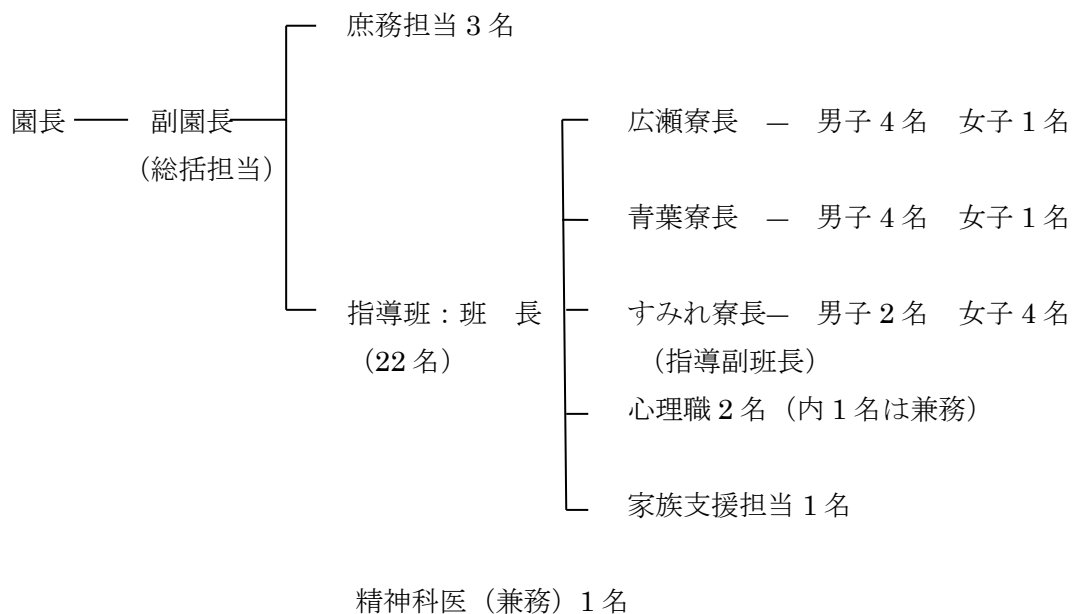 庶務担当 3 名
園長 副園長 広瀬寮長 － 男子 4 名 女子 1 名
（総括担当）
青葉寮長 － 男子 4 名 女子 1 名
指導班：班 長 すみれ寮長－ 男子 2 名 女子 4 名
（22 名） （指導副班長）
心理職 2 名（内 1 名は兼務）
家族支援担当 1 名
精神科医（兼務）1 名